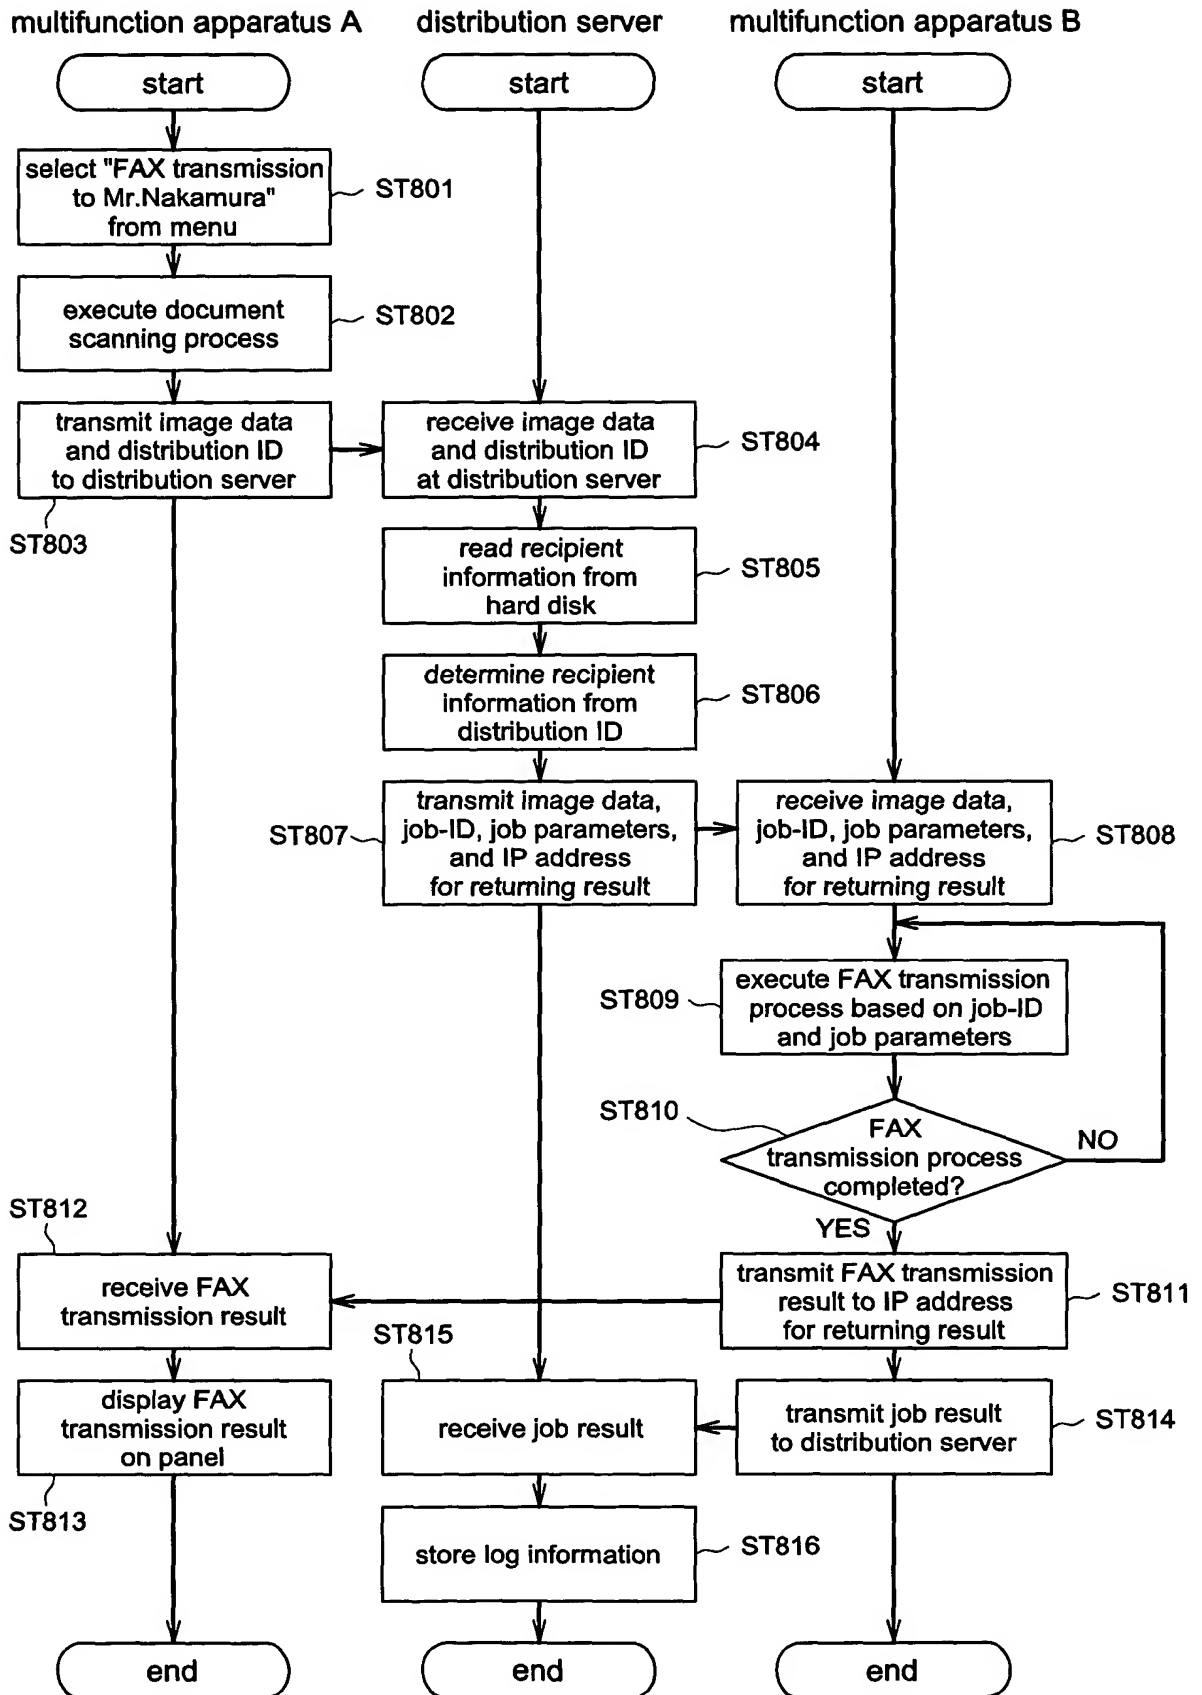 multifunction apparatus A
distribution server
multifunction apparatus B
start
start
start
select "FAX transmission
to Mr.Nakamura"
from menu
ST801
execute document
scanning process
ST802
transmit image data
and distribution ID
to distribution server
ST803
receive image data
and distribution ID
at distribution server
ST804
read recipient
information from
hard disk
ST805
determine recipient
information from
distribution ID
ST806
ST807
transmit image data,
job-ID, job parameters,
and IP address
for returning result
receive image data,
job-ID, job parameters,
and IP address
for returning result
ST808
ST809
execute FAX transmission
process based on job-ID
and job parameters
ST810
FAX
transmission process
completed?
NO
YES
ST812
receive FAX
transmission result
transmit FAX transmission
result to IP address
for returning result
ST811
ST815
display FAX
transmission result
on panel
ST813
receive job result
transmit job result
to distribution server
ST814
store log information
ST816
end
end
end